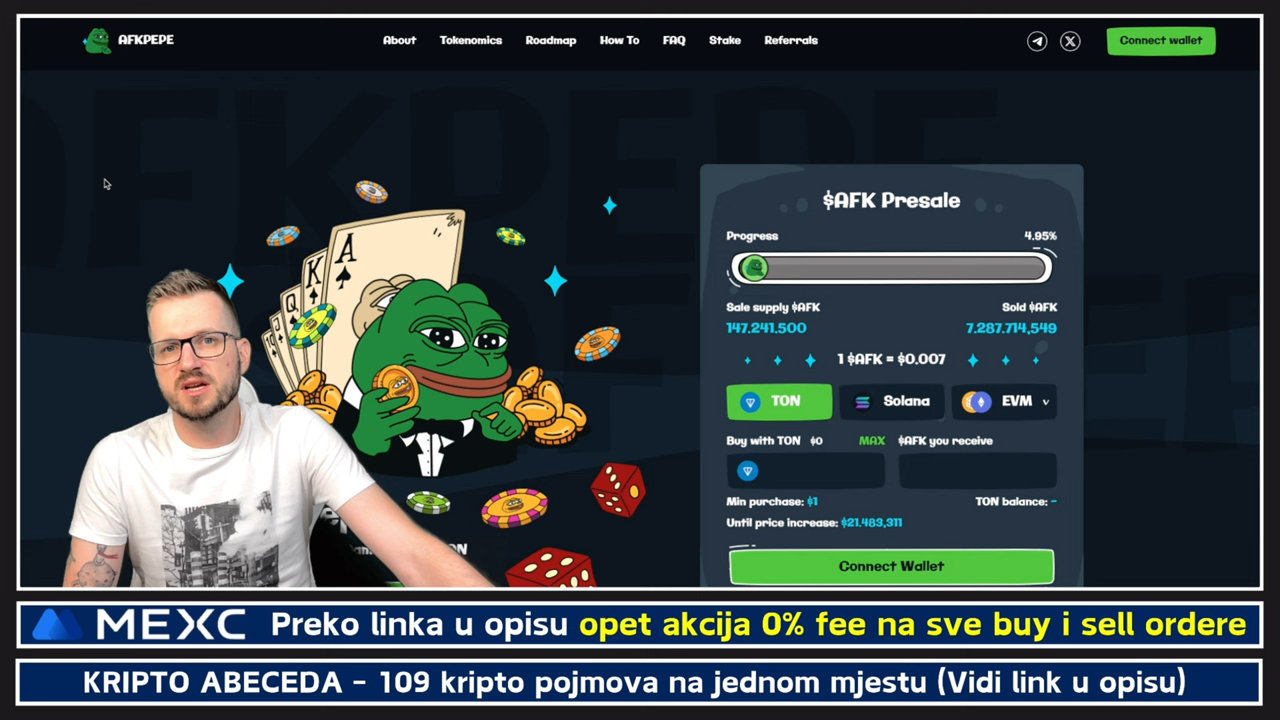 AFKPEPE
About Tokenomics Roadmap How To FAQ Stake Referrals
Connect wallet
$AFK Presale
Progress 4.95%
Sale supply $AFK Sold $AFK
147.241.500 7.287.714,549
1 $AFK = $0.007
TON Solana EVM
Buy with TON $0 MAX $AFK you receive
Min purchase: $1 TON balance: -
Until price increase: $21.483,311
Connect Wallet
A
K
Q
J
10
MEXC Preko linka u opisu opet akcija 0% fee na sve buy i sell ordere
KRIPTO ABECEDA - 109 kripto pojmova na jednom mjestu (Vidi link u opisu)